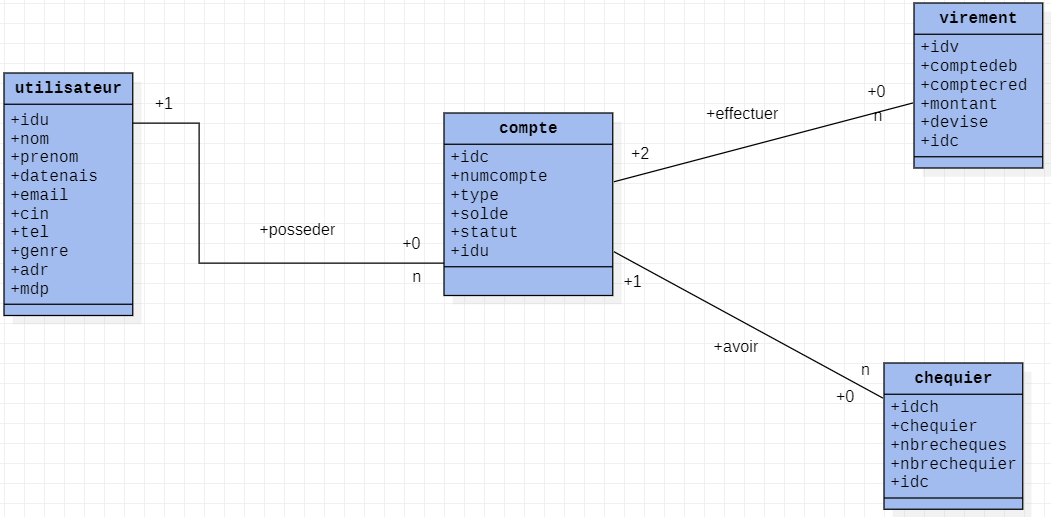 utilisateur
+idu
+nom
+prenom
+datenais
+email
+cin
+tel
+genre
+adr
+mdp
+1
+posseder
+0
n
compte
+idc
+numcompte
+type
+solde
+statut
+idu
+2
+effectuer
+0
n
virement
+idv
+comptedeb
+comptecred
+montant
+devise
+idc
+1
+avoir
n
+0
chequier
+idch
+chequier
+nbrecheques
+nbrechequier
+idc